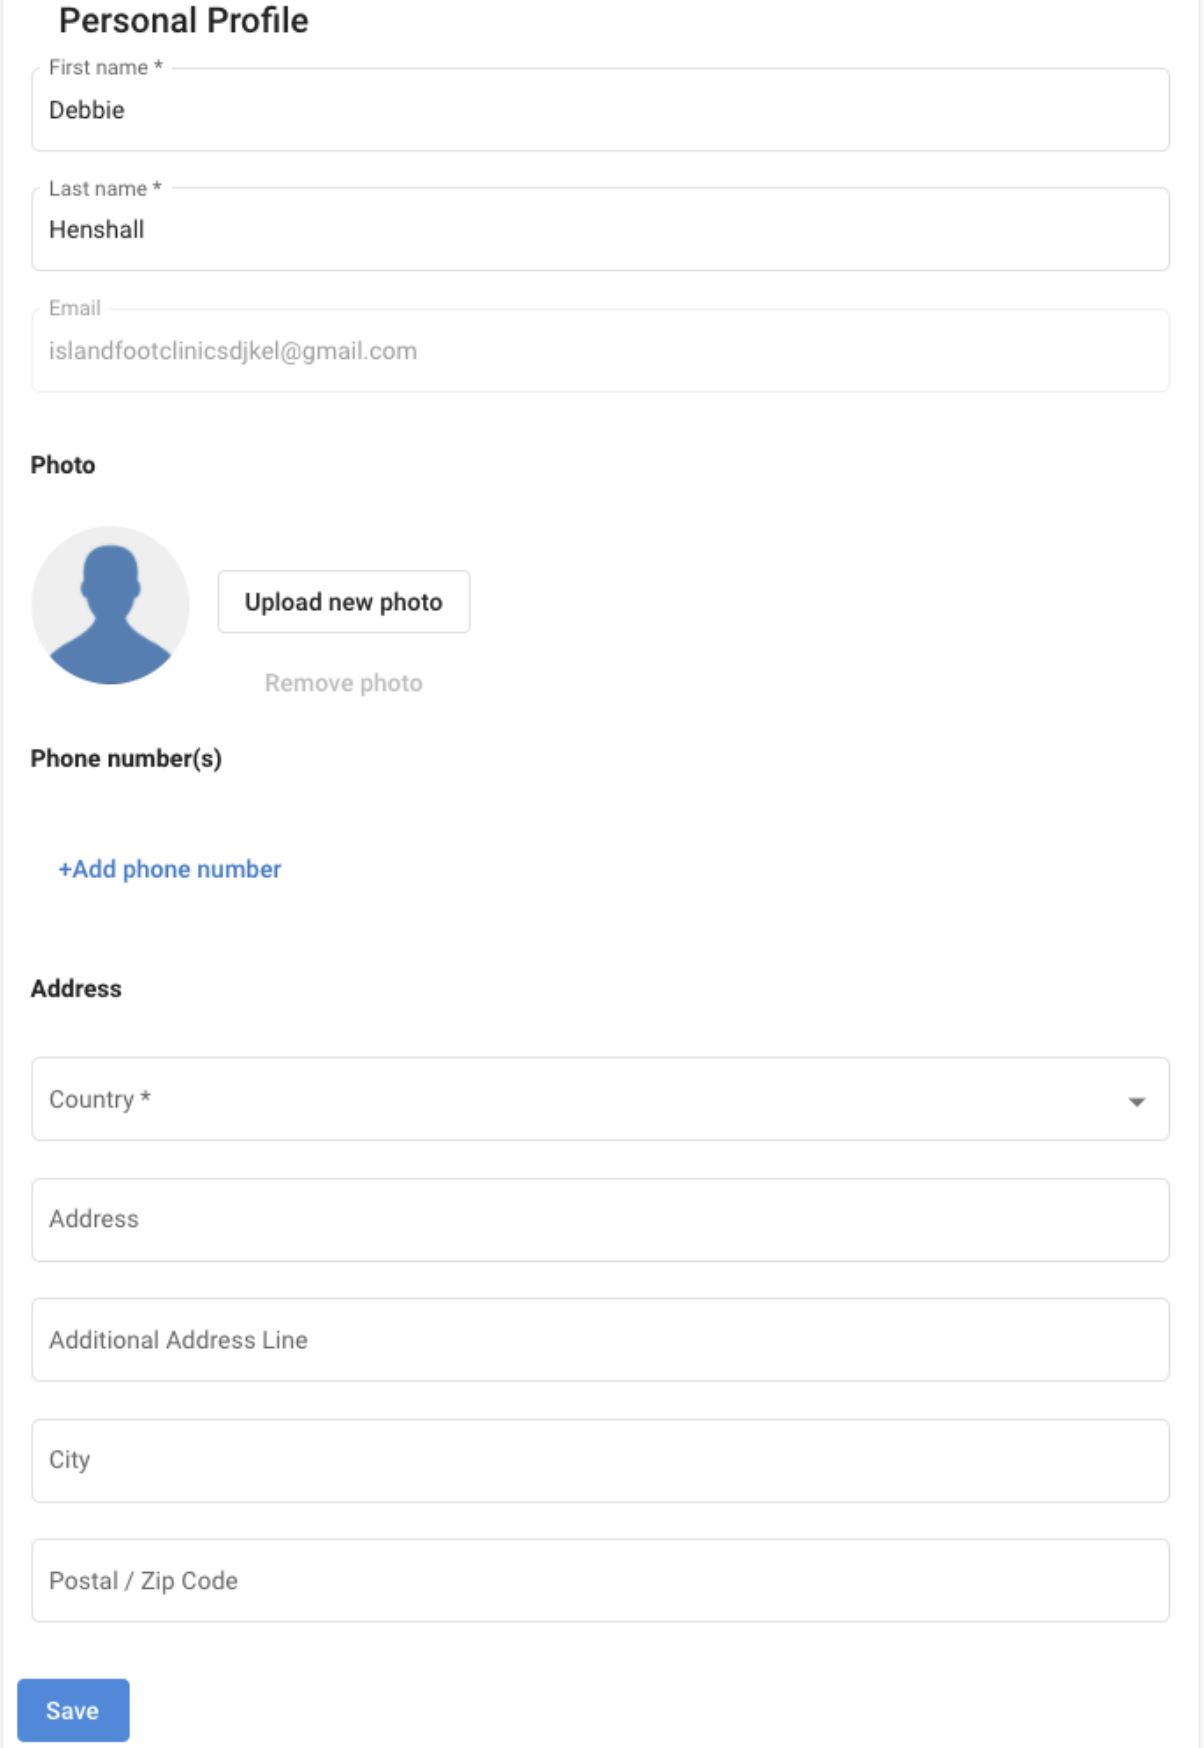 Personal Profile
First name *
Debbie
Last name *
Henshall
Email
islandfootclinicsdjkel@gmail.com
Photo
Upload new photo
Remove photo
Phone number(s)
+Add phone number
Address
Country *
Address
Additional Address Line
City
Postal / Zip Code
Save